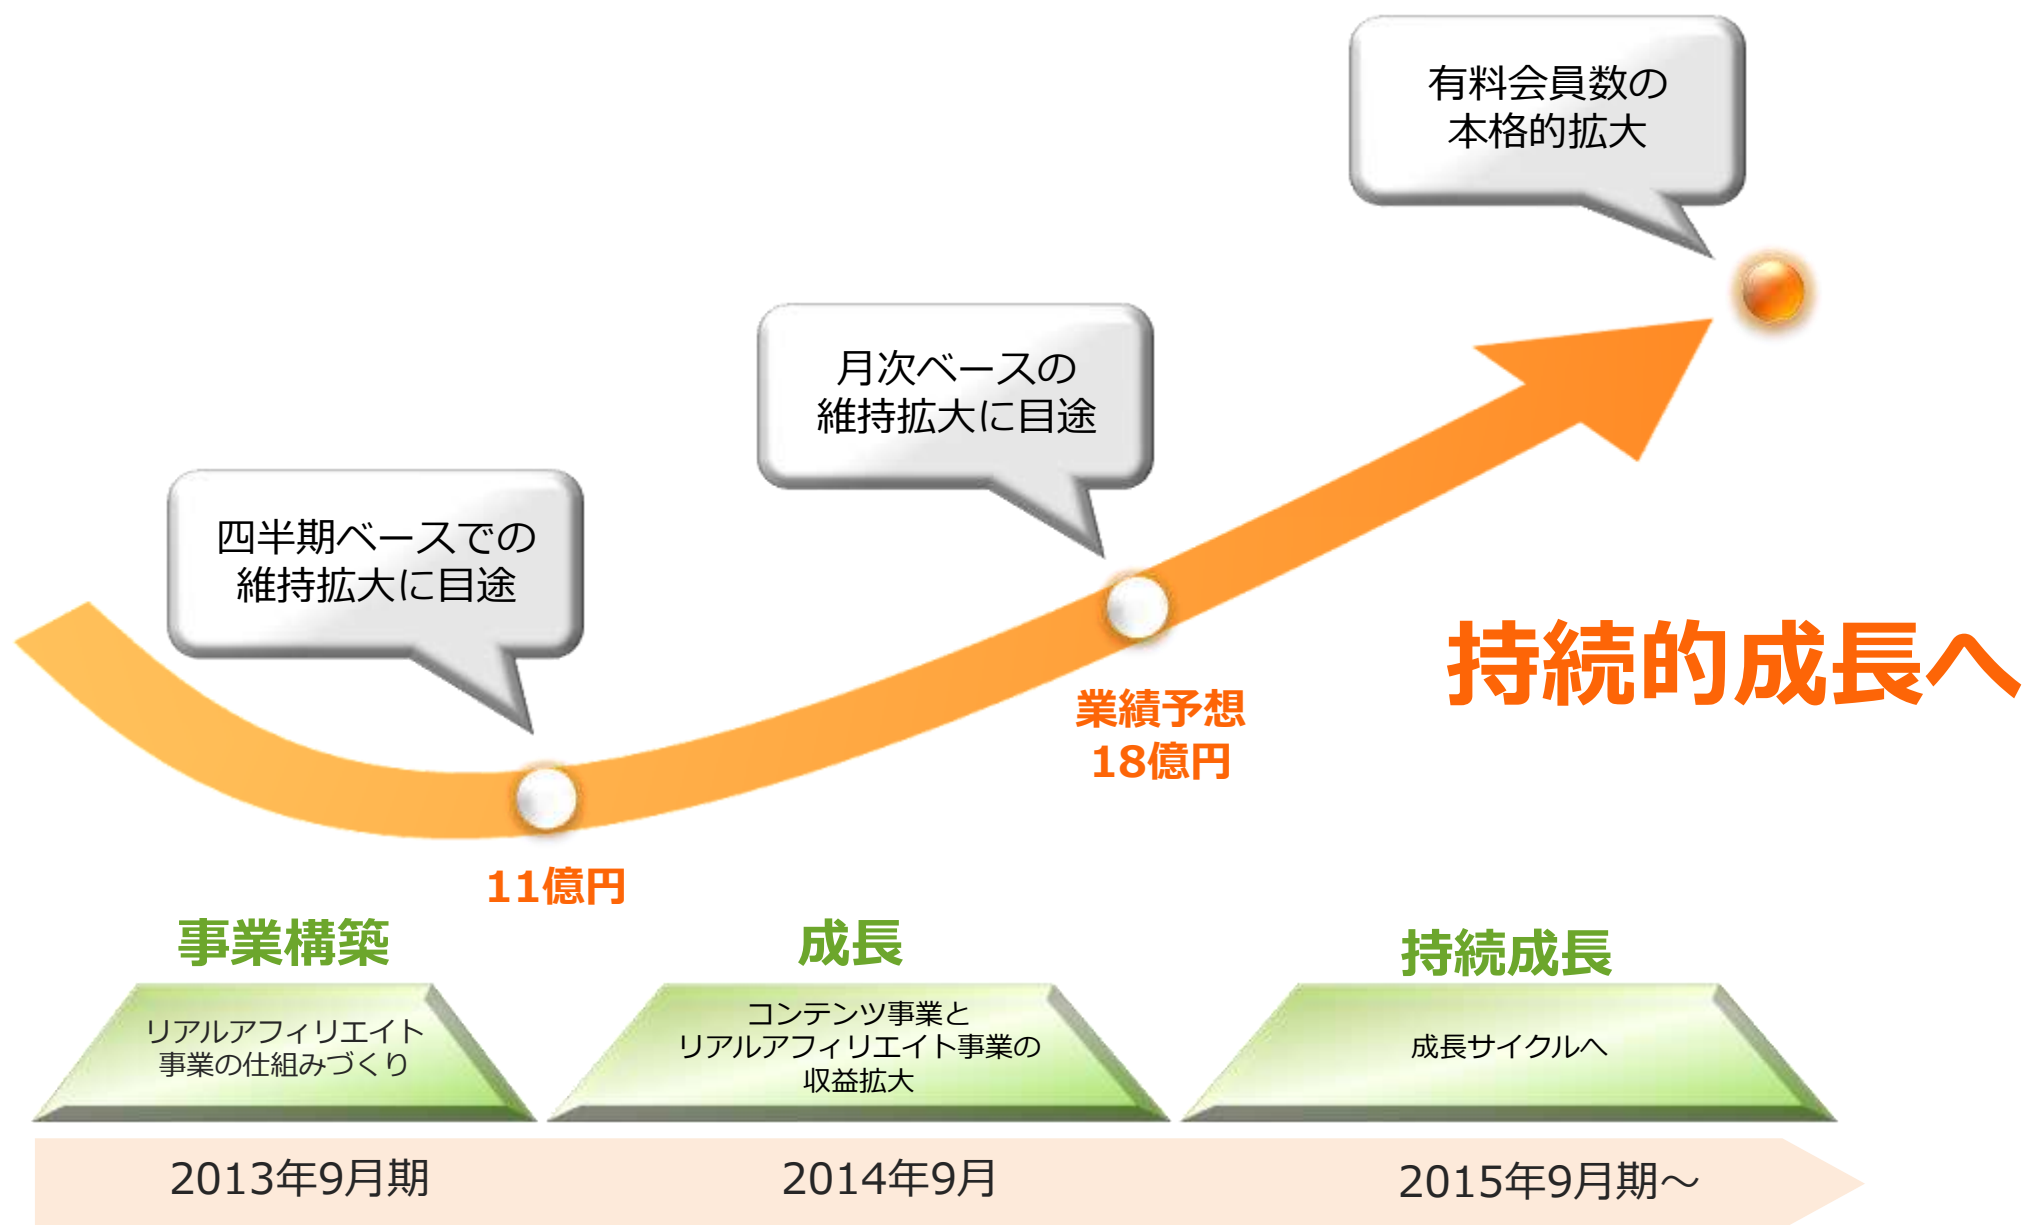 有料会員数の
本格的拡大
月次ベースの
維持拡大に目途
四半期ベースでの
維持拡大に目途
持続的成長へ
業績予想
18億円
11億円
事業構築
成長
持続成長
リアルアフィリエイト
事業の仕組みづくり
コンテンツ事業と
リアルアフィリエイト事業の
収益拡大
成長サイクルへ
2013年9月期
2014年9月
2015年9月期～